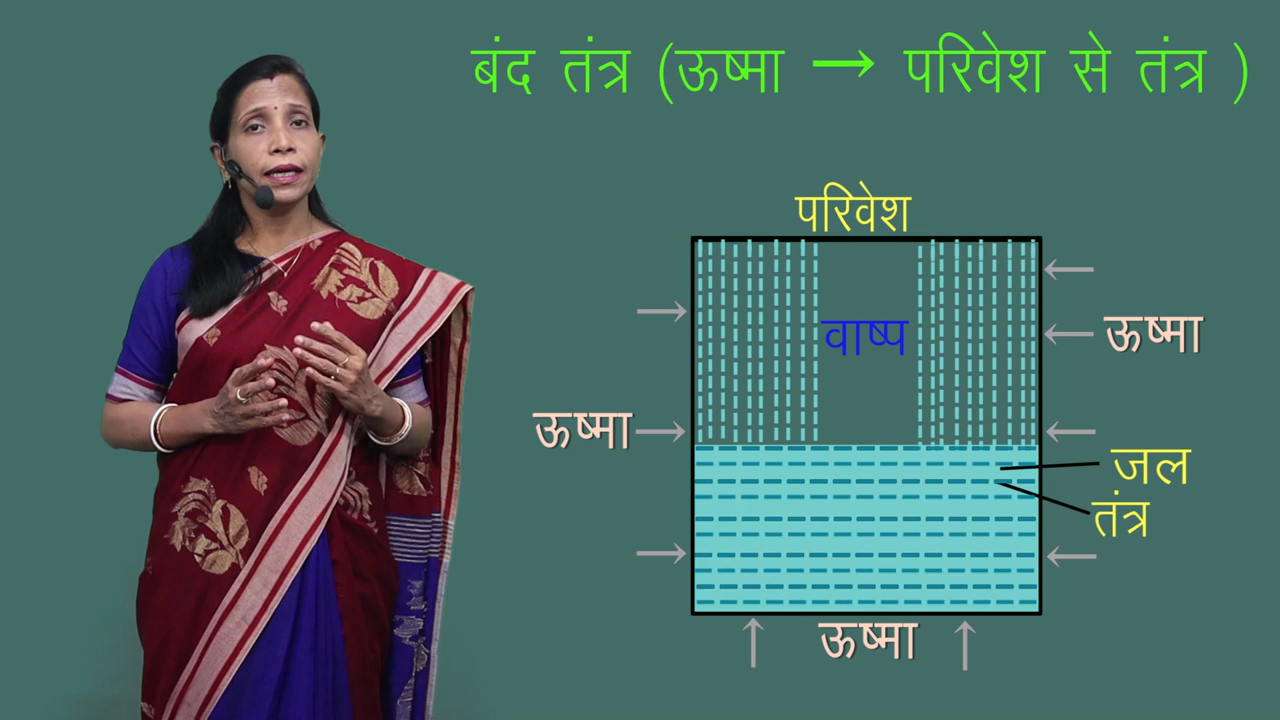 बंद तंत्र (ऊष्मा → परिवेश से तंत्र )
परिवेश
वाष्प
ऊष्मा
ऊष्मा
जल
तंत्र
ऊष्मा